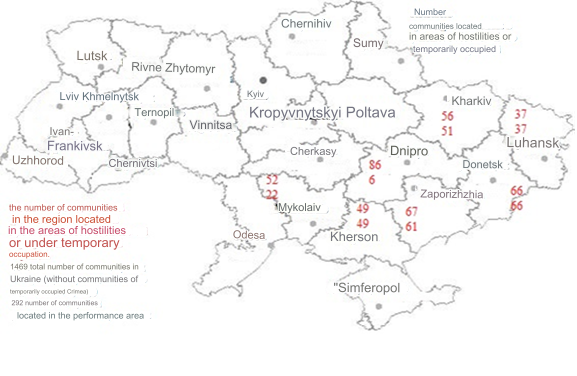 Number
communities located
in areas of hostilities or
temporarily occupied
Chernihiv
Sumy
Lutsk
Rivne Zhytomyr
Kyiv
Lviv Khmelnytsk
Kropyvnytskyi Poltava
Kharkiv
56
51
37
37
Ternopil
Vinnitsa
Ivan-
Frankivsk
Luhansk
Cherkasy
Dnipro
Uzhhorod
Chernivtsi
86
6
Donetsk
52
22
Zaporizhzhia
66
66
Mykolaiv
49
49
67
61
Odesa
Kherson
"Simferopol
the number of communities
in the region located
in the areas of hostilities
or under temporary
occupation.
1469 total number of communities in
Ukraine (without communities of
temporarily occupied Crimea)
292 number of communities
located in the performance area